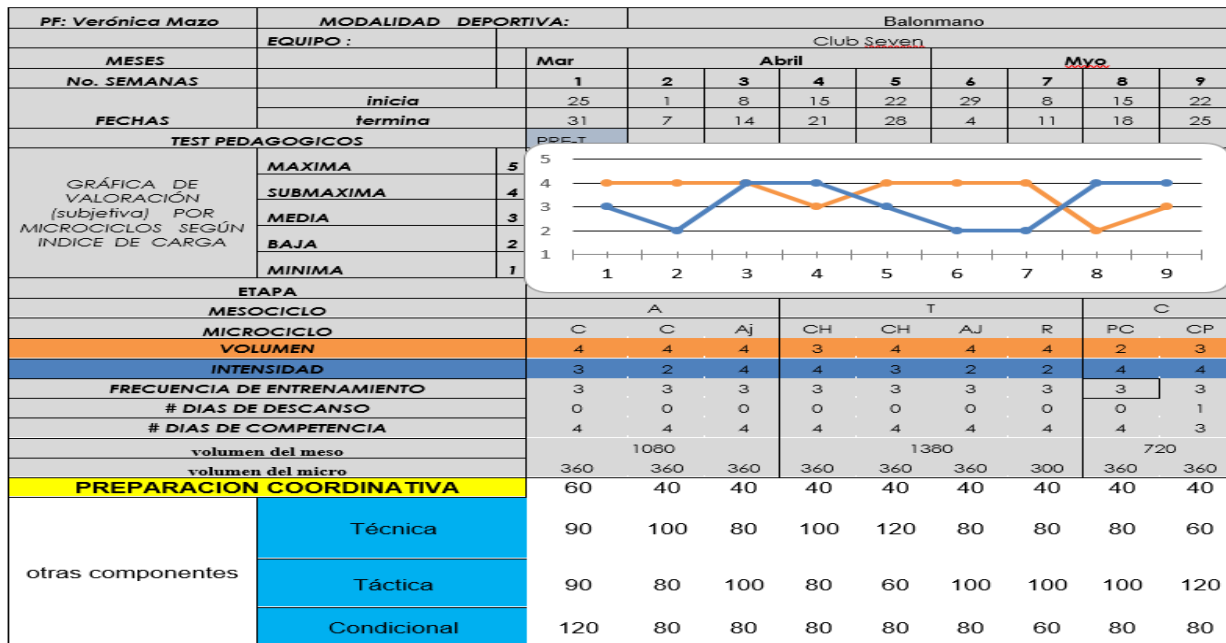 PF: Verónica Mazo MODALIDAD DEPORTIVA: Balonmano
EQUIPO : Club Seven
MESES Mar Abril Myo
No. SEMANAS 1 2 3 4 5 6 7 8 9
inicia 25 1 8 15 22 29 8 15 22
FECHAS termina 31 7 14 21 28 4 11 18 25
TEST PEDAGOGICOS PRE-T
GRÁFICA DE
VALORACIÓN
(subjetiva) POR
MICROCICLOS SEGÚN
INDICE DE CARGA
MAXIMA 5
SUBMAXIMA 4
MEDIA 3
BAJA 2
MINIMA 1
5
4
3
2
1
1 2 3 4 5 6 7 8 9
ETAPA
MESOCICLO A T C
MICROCICLO C C Aj CH CH AJ R PC CP
VOLUMEN 4 4 4 3 4 4 4 2 3
INTENSIDAD 3 2 4 4 3 2 2 4 4
FRECUENCIA DE ENTRENAMIENTO 3 3 3 3 3 3 3 3 3
# DIAS DE DESCANSO 0 0 0 0 0 0 0 0 1
# DIAS DE COMPETENCIA 4 4 4 4 4 4 4 4 3
volumen del meso 1080 1380 720
volumen del micro 360 360 360 360 360 360 300 360 360
PREPARACION COORDINATIVA 60 40 40 40 40 40 40 40 40
otras componentes
Técnica 90 100 80 100 120 80 80 80 60
Táctica 90 80 100 80 60 100 100 100 120
Condicional 120 80 80 80 80 80 60 80 80